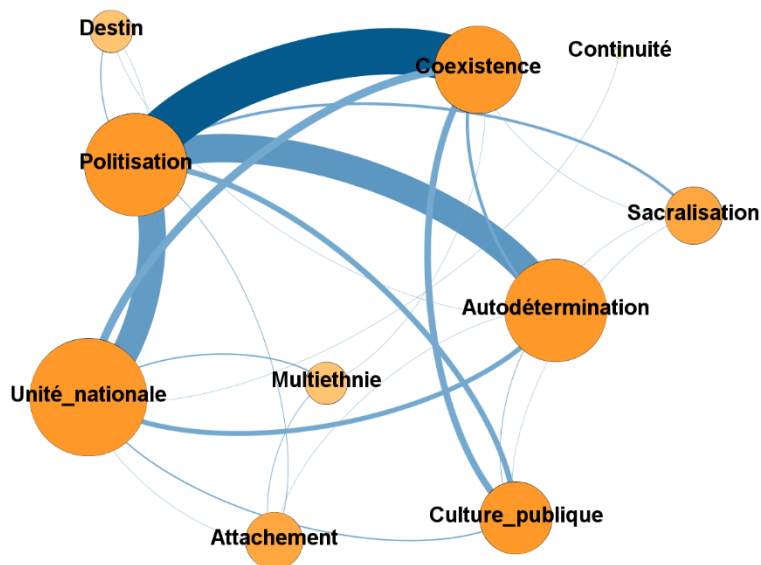 Destin
Continuité
Coexistence
Politisation
Sacralisation
Autodétermination
Multiethnie
Unité_nationale
Culture_publique
Attachement